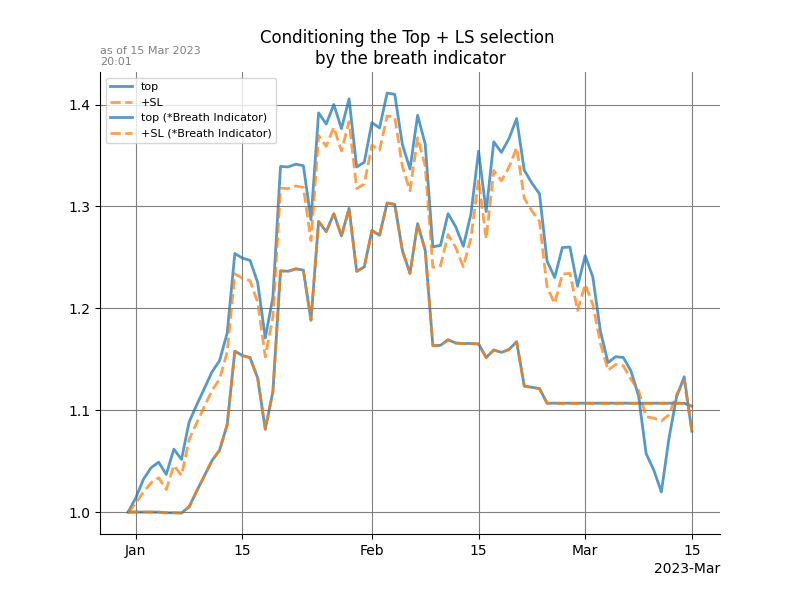 Conditioning the Top + LS selection
by the breath indicator
as of 15 Mar 2023
20:01
top
+SL
top (*Breath Indicator)
+SL (*Breath Indicator)
1.4
1.3
1.2
1.1
1.0
Jan 15 Feb 15 Mar 15
2023-Mar